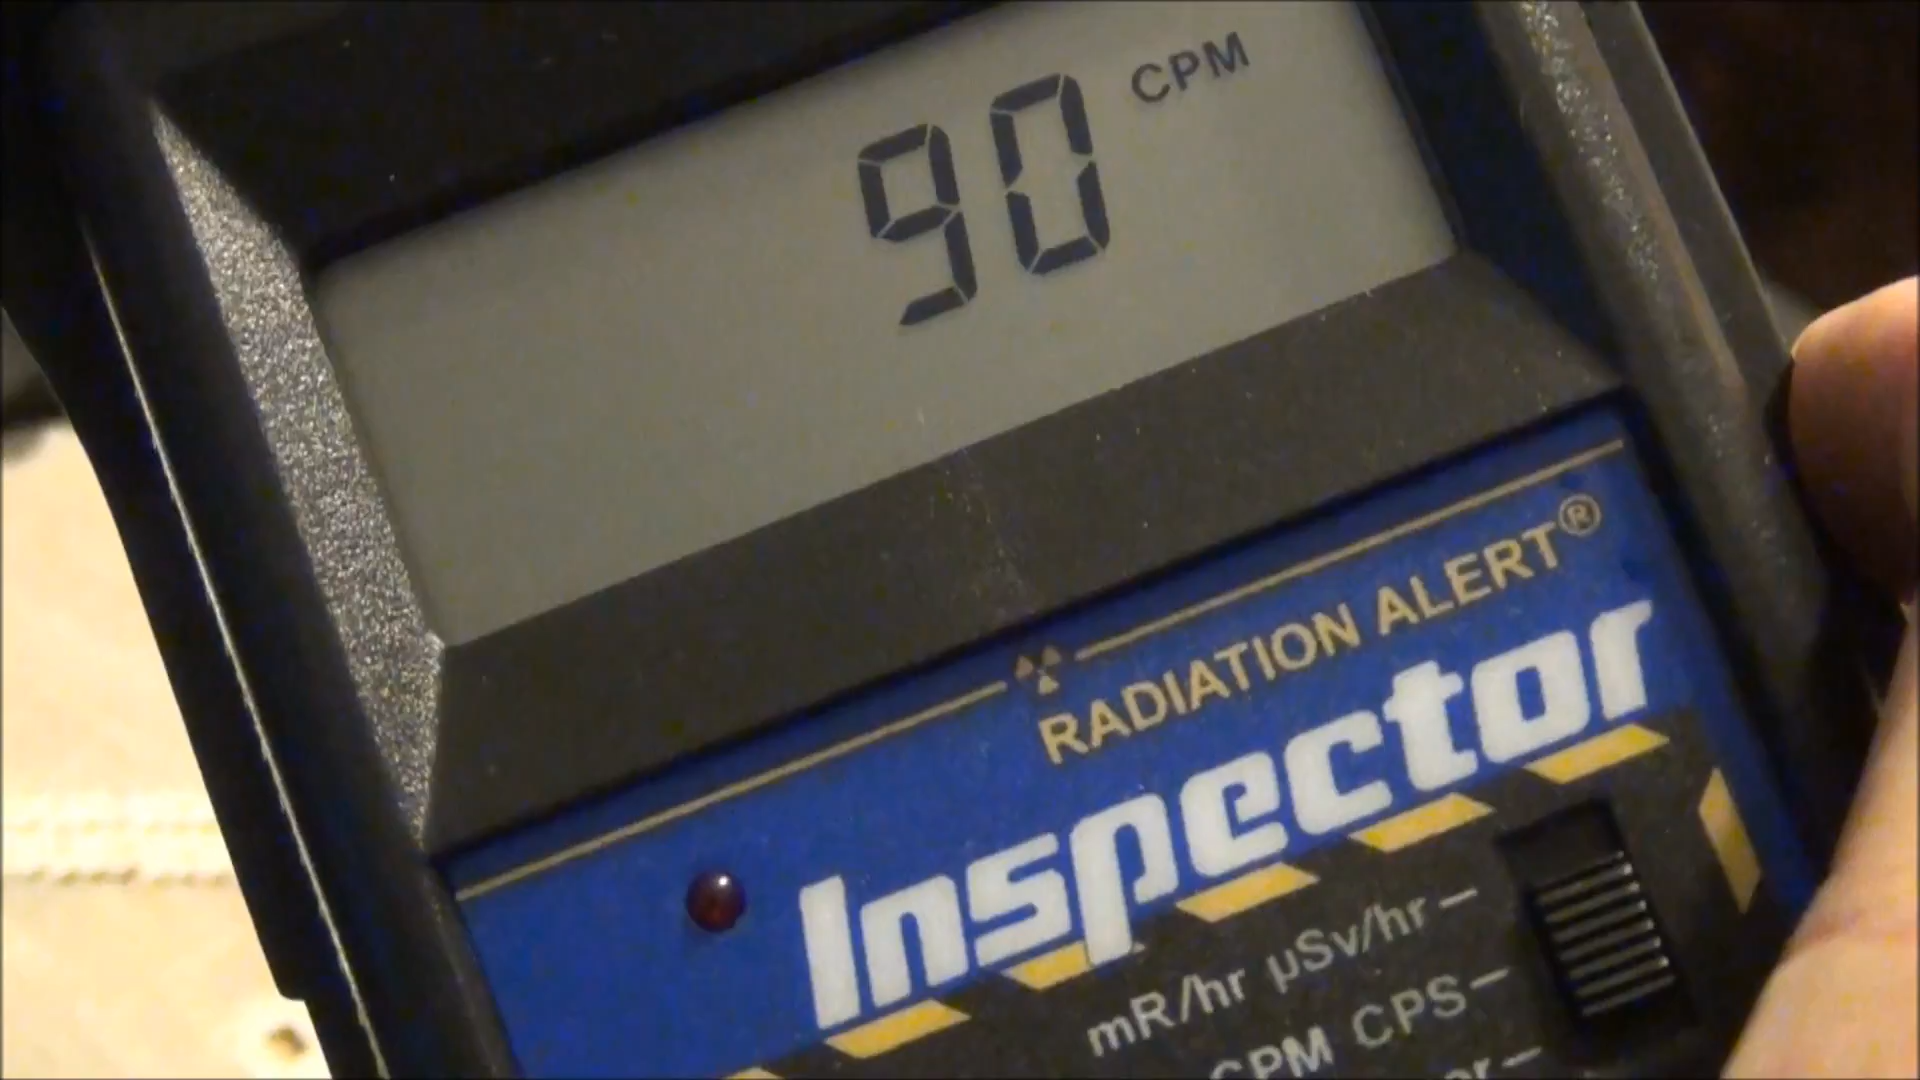 90 CPM
RADIATION ALERT®
Inspector
mR/hr µSv/hr
CPM CPS